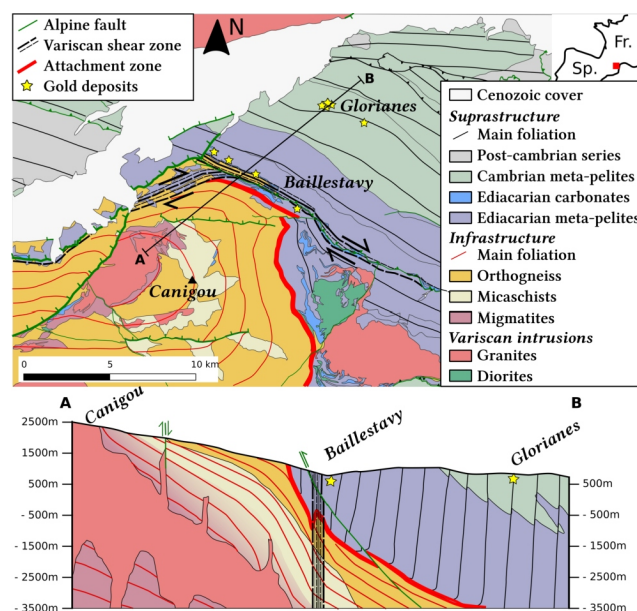 Alpine fault
Variscan shear zone
Attachment zone
Gold deposits
N
Fr.
Sp.
B
Glorianes
Cenozoic cover
Suprastructure
Main foliation
Post-cambrian series
Cambrian meta-pelites
Ediacarian carbonates
Ediacarian meta-pelites
Infrastructure
Main foliation
Orthogneiss
Micaschists
Migmatites
Variscan intrusions
Granites
Diorites
Baillestavy
A
Canigou
0 5 10 km
A
Canigou
Baillestavy
Glorianes
B
2500m
1500m
500m
- 500m
- 1500m
- 2500m
- 3500m
500m
- 500m
- 1500m
- 2500m
- 3500m